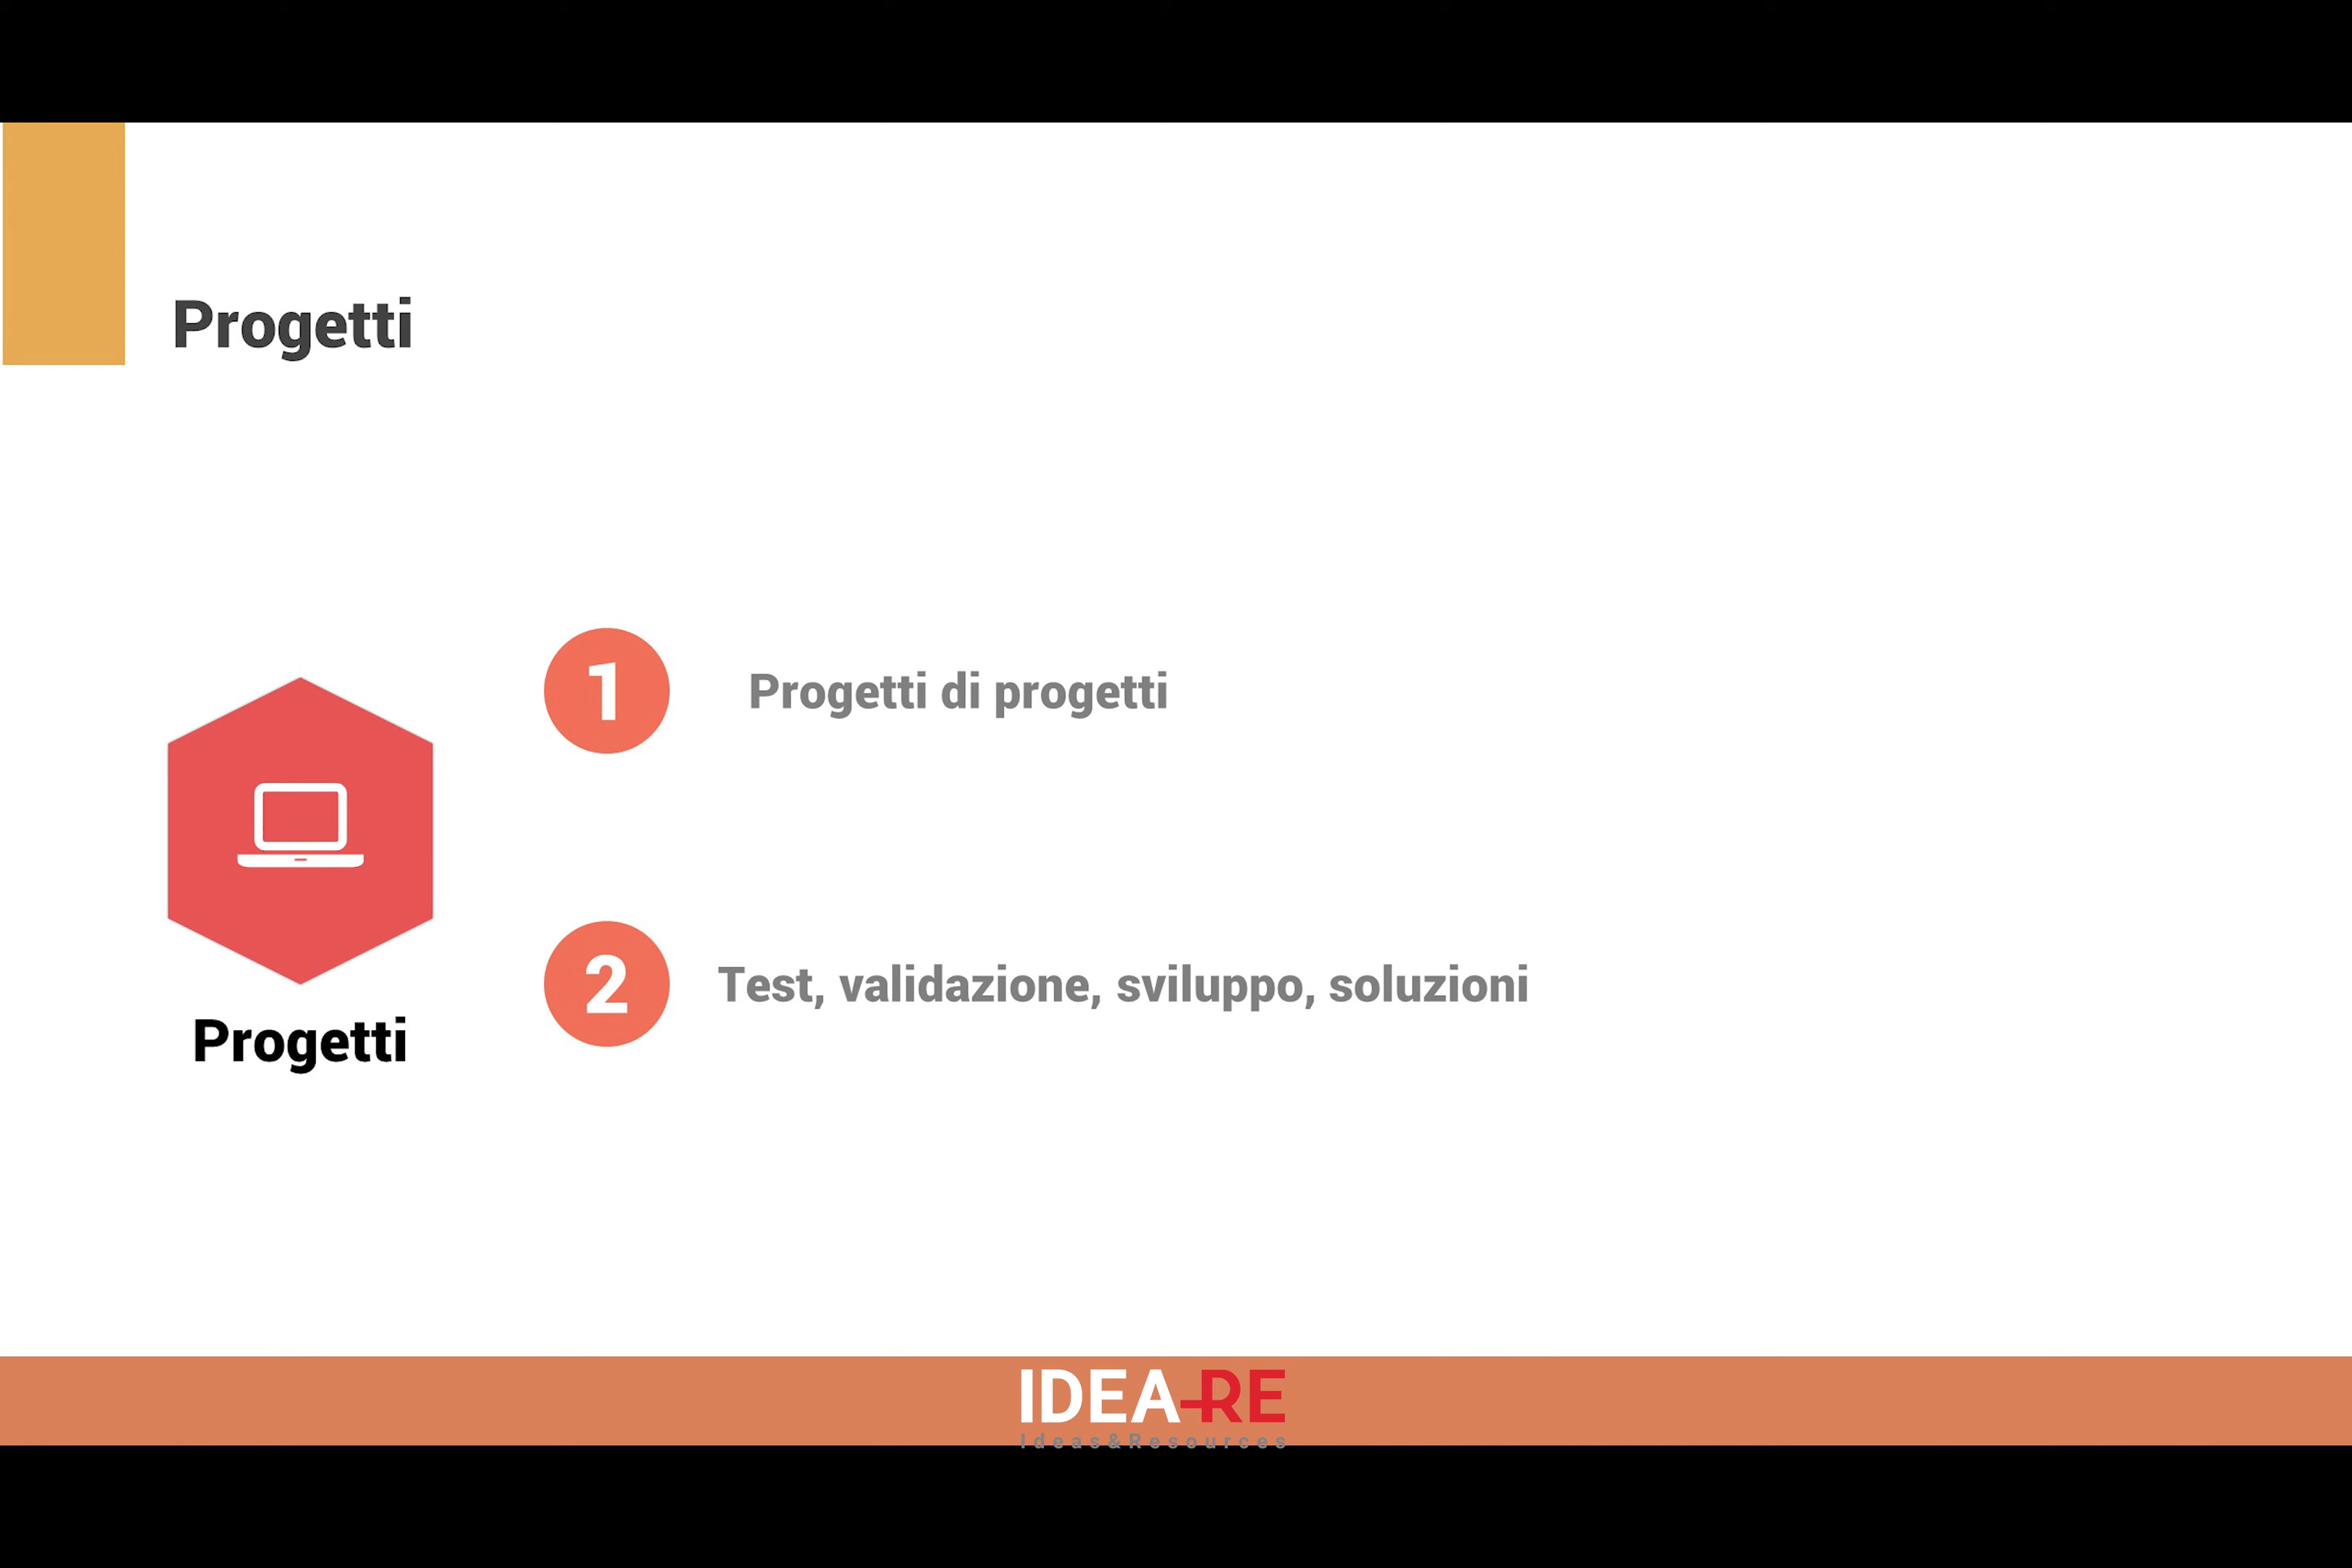 Progetti
1
Progetti di progetti
2
Test, validazione, sviluppo, soluzioni
Progetti
IDEA-RE
Ideas&Resources